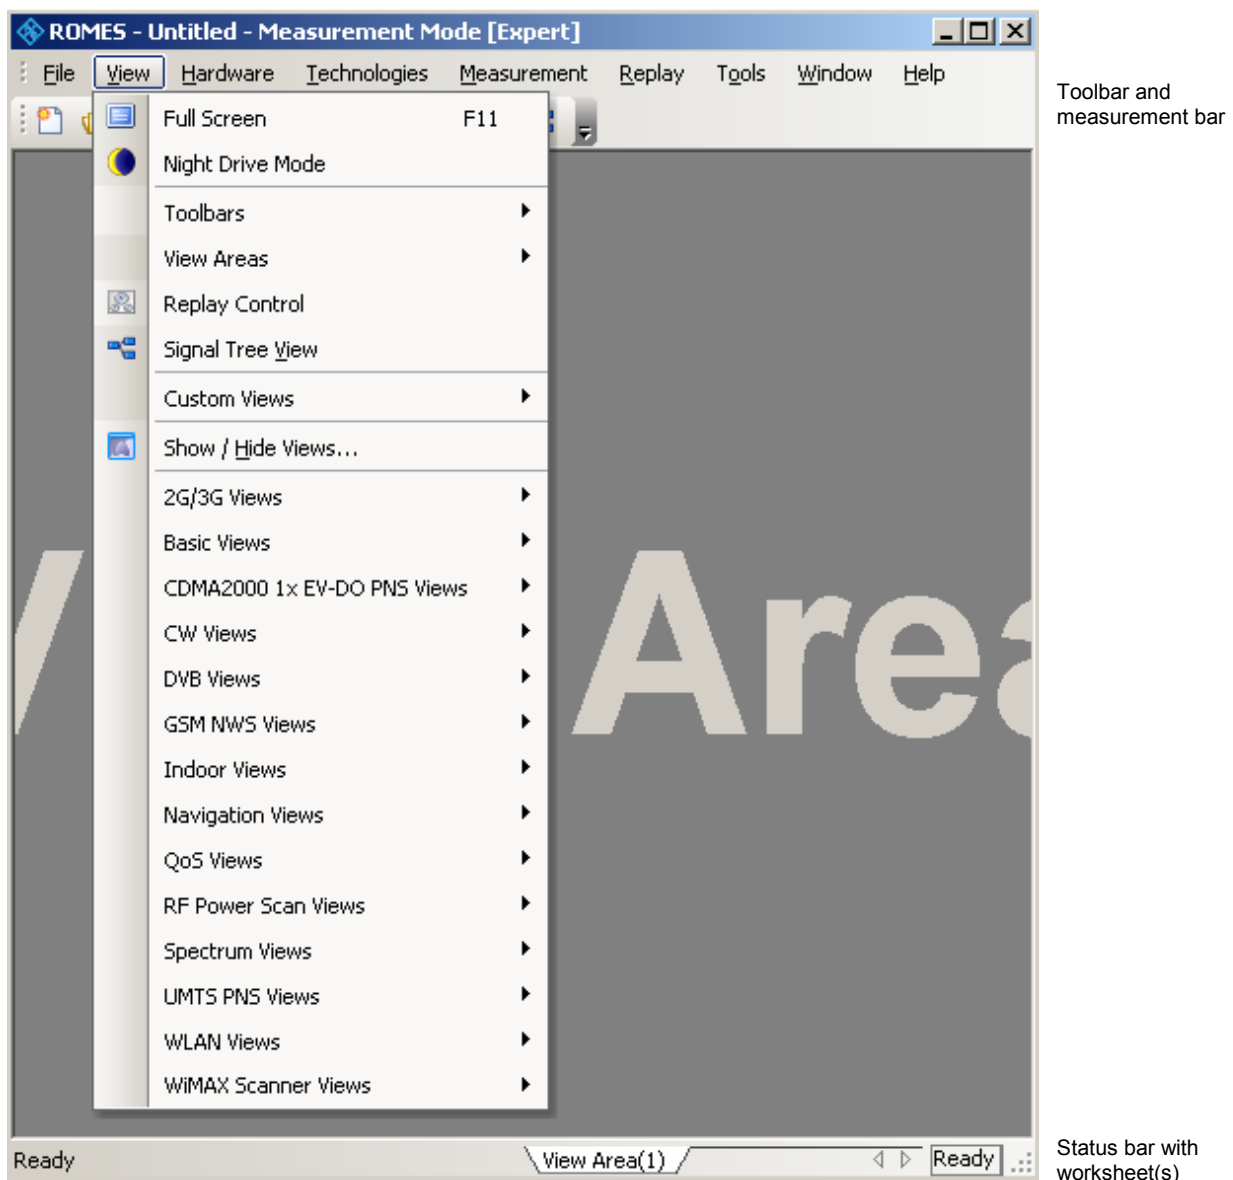 ROMES - Untitled - Measurement Mode [Expert]
File View Hardware Technologies Measurement Replay Tools Window Help
Toolbar and
measurement bar
Full Screen F11
Night Drive Mode
Toolbars
View Areas
Replay Control
Signal Tree View
Custom Views
Show / Hide Views...
2G/3G Views
Basic Views
CDMA2000 1x EV-DO PNS Views
CW Views
DVB Views
GSM NWS Views
Indoor Views
Navigation Views
QoS Views
RF Power Scan Views
Spectrum Views
UMTS PNS Views
WLAN Views
WiMAX Scanner Views
Area
Ready View Area(1) Ready
Status bar with
worksheet(s)